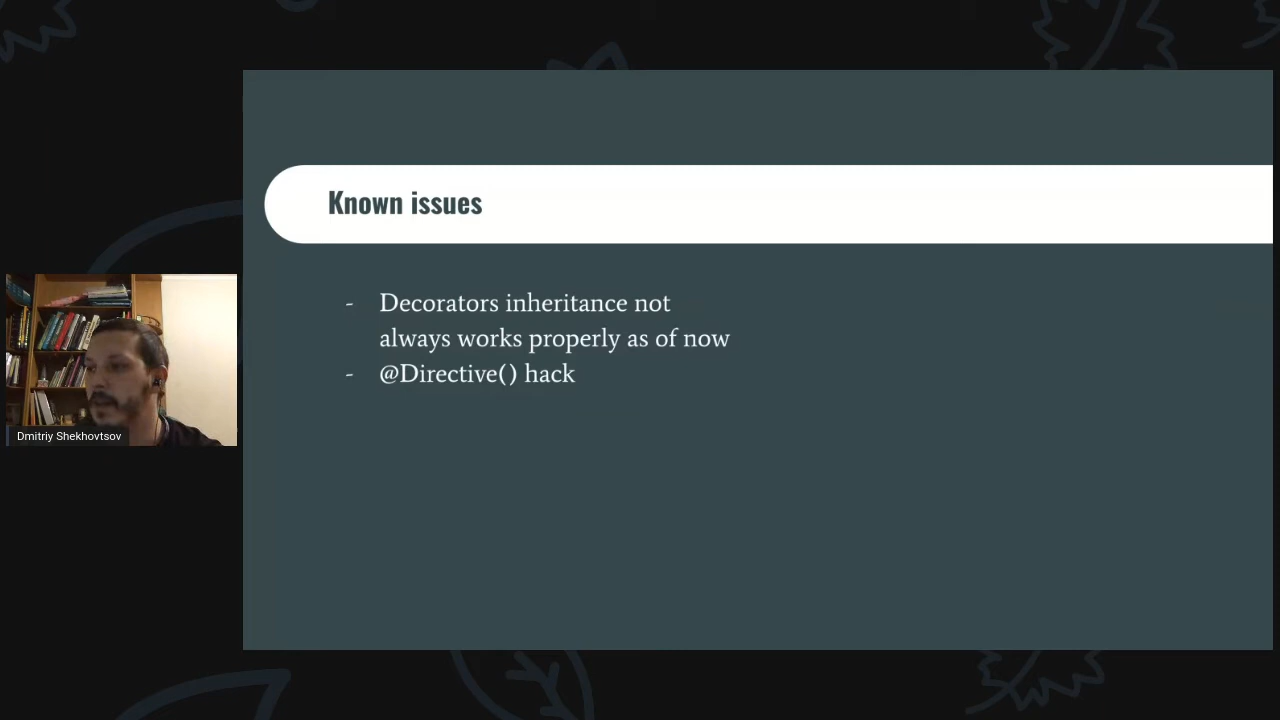 Known issues
- Decorators inheritance not
always works properly as of now
- @Directive() hack
Dmitriy Shekhovtsov